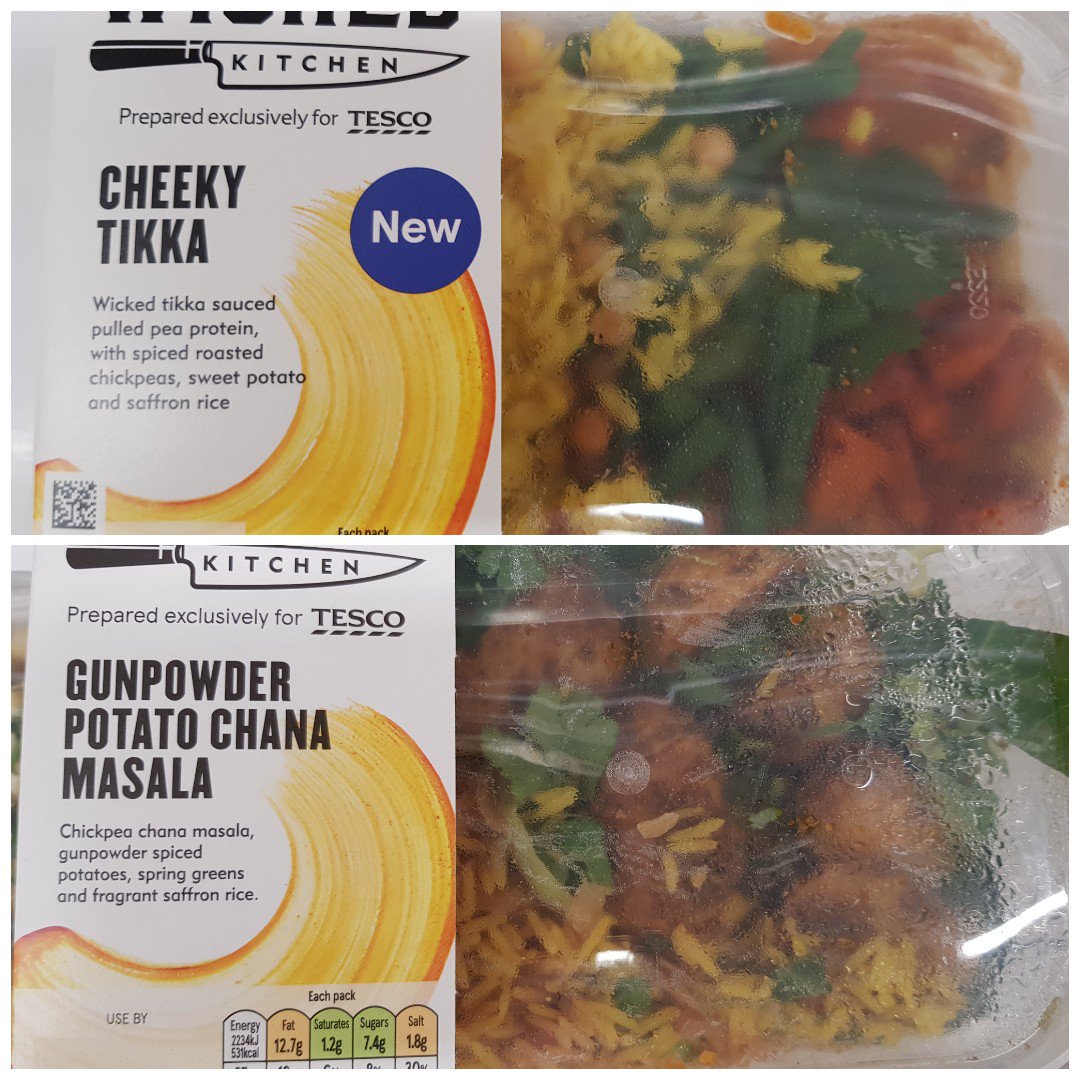 KITCHEN
Prepared exclusively for TESCO
CHEEKY
TIKKA
New
Wicked tikka sauced
pulled pea protein,
with spiced roasted
chickpeas, sweet potato
and saffron rice
Each pack
TESCO
KITCHEN
Prepared exclusively for TESCO
GUNPOWDER
POTATO CHANA
MASALA
Chickpea chana masala,
gunpowder spiced
potatoes, spring greens
and fragrant saffron rice.
Each pack
USE BY
Energy Fat Saturates Sugars Salt
2234kJ
531kcal 12.7g 1.2g 7.4g 1.8g